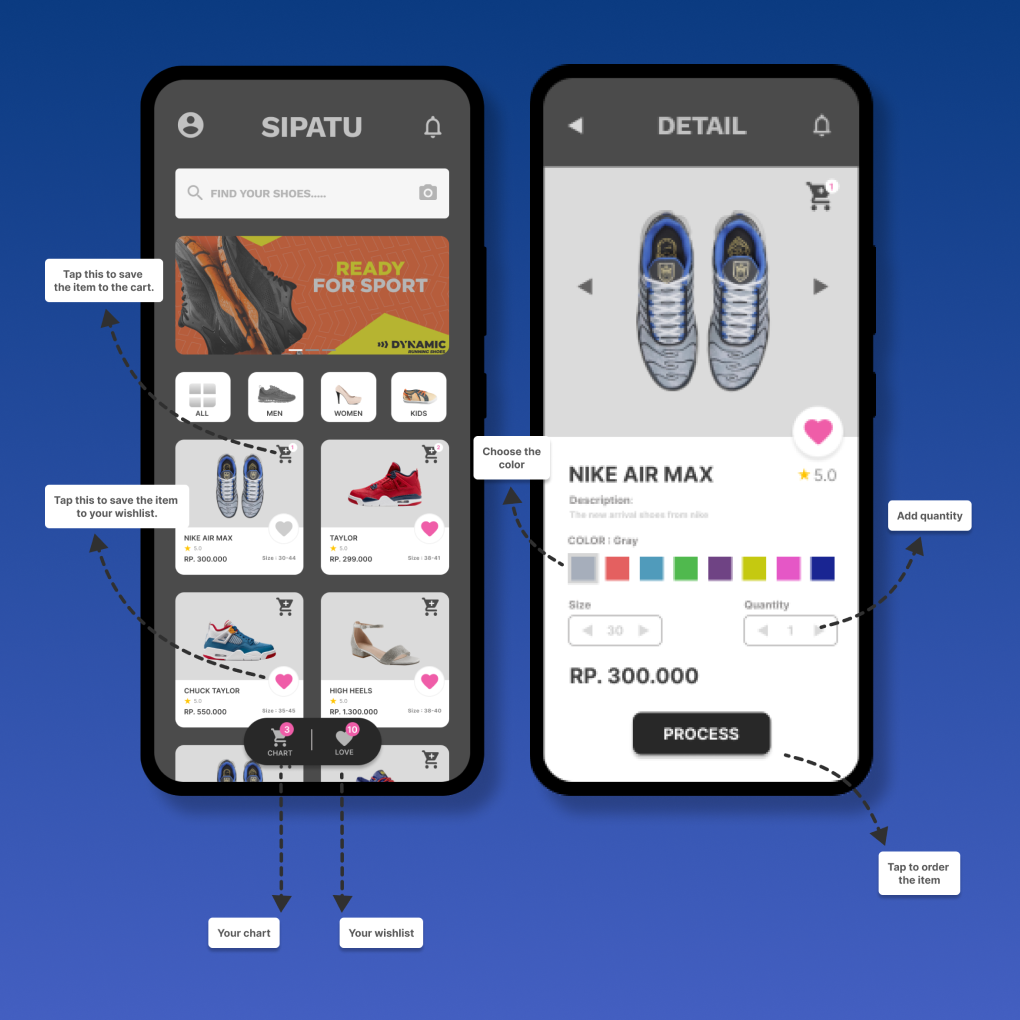 SIPATU
FIND YOUR SHOES.....
READY
FOR SPORT
DYNAMIC
RUNNING SHOES
ALL
MEN
WOMEN
KIDS
1
NIKE AIR MAX
5.0
RP. 300.000
Size : 30-44
2
TAYLOR
5.0
RP. 299.000
Size : 38-41
CHUCK TAYLOR
5.0
RP. 550.000
Size : 35-45
HIGH HEELS
5.0
RP. 1.300.000
Size : 38-40
3
CHART
10
LOVE
Tap this to save
the item to the cart.
Tap this to save the item
to your wishlist.
Your chart
Your wishlist
DETAIL
1
NIKE AIR MAX
5.0
Description:
The new arrival shoes from nike
COLOR : Gray
Size
30
Quantity
1
RP. 300.000
PROCESS
Choose the
color
Add quantity
Tap to order
the item